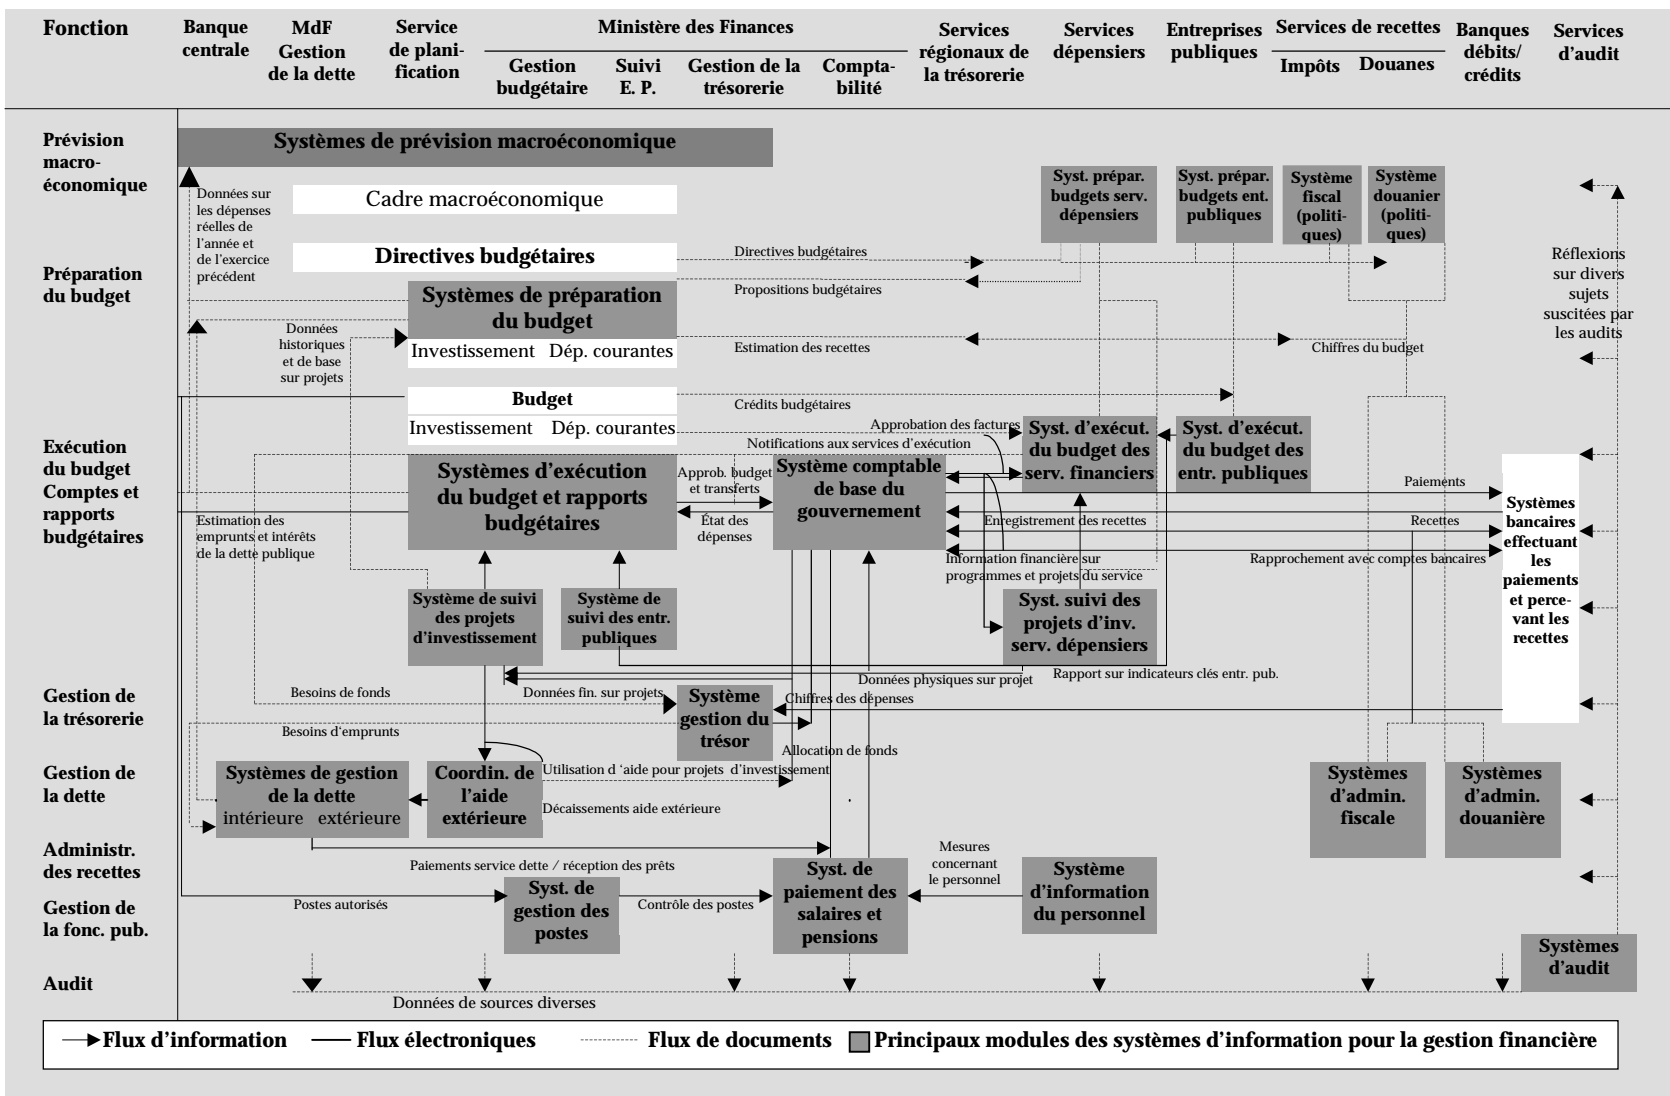 Fonction
Banque
centrale
MdF
Gestion
de la dette
Service
de plani-
fication
Ministère des Finances
Gestion
budgétaire
Suivi
E. P.
Gestion de la
trésorerie
Compta-
bilité
Services
régionaux de
la trésorerie
Services
dépensiers
Entreprises
publiques
Services de recettes
Impôts
Douanes
Banques
débits/
crédits
Services
d'audit
Prévision
macro-
économique
Systèmes de prévision macroéconomique
Données sur
les dépenses
réelles de
l'année et
de l'exercice
précédent
Cadre macroéconomique
Syst. prépar.
budgets serv.
dépensiers
Syst. prépar.
budgets ent.
publiques
Système
fiscal
(politi-
ques)
Système
douanier
(politi-
ques)
Préparation
du budget
Directives budgétaires
Directives budgétaires
Propositions budgétaires
Systèmes de préparation
du budget
Investissement Dép. courantes
Données
historiques
et de base
sur projets
Estimation des recettes
Chiffres du budget
Réflexions
sur divers
sujets
suscitées par
les audits
Budget
Investissement Dép. courantes
Crédits budgétaires
Approbation des factures
Notifications aux services d'exécution
Exécution
du budget
Comptes et
rapports
budgétaires
Systèmes d'exécution
du budget et rapports
budgétaires
Approb. budget
et transferts
État des
dépenses
Système comptable
de base du
gouvernement
Syst. d'exécut.
du budget des
serv. financiers
Syst. d'exécut.
du budget des
entr. publiques
Paiements
Enregistrement des recettes
Recettes
Information financière sur
programmes et projets du service
Rapprochement avec comptes bancaires
Systèmes
bancaires
effectuant
les
paiements
et perce-
vant les
recettes
Estimation des
emprunts et intérêts
de la dette publique
Système de suivi
des projets
d'investissement
Système de
suivi des entr.
publiques
Syst. suivi des
projets d'inv.
serv. dépensiers
Données physiques sur projet
Rapport sur indicateurs clés entr. pub.
Gestion de
la trésorerie
Besoins de fonds
Données fin. sur projets
Système
gestion du
trésor
Chiffres des dépenses
Besoins d'emprunts
Allocation de fonds
Gestion de
la dette
Systèmes de gestion
de la dette
intérieure extérieure
Coordin. de
l'aide
extérieure
Utilisation d 'aide pour projets d'investissement
Décaissements aide extérieure
Systèmes
d'admin.
fiscale
Systèmes
d'admin.
douanière
Administr.
des recettes
Paiements service dette / réception des prêts
Mesures
concernant
le personnel
Gestion de
la fonc. pub.
Postes autorisés
Syst. de
gestion des
postes
Contrôle des postes
Syst. de
paiement des
salaires et
pensions
Système
d'information
du personnel
Systèmes
d'audit
Audit
Données de sources diverses
Flux d'information
Flux électroniques
Flux de documents
Principaux modules des systèmes d'information pour la gestion financière